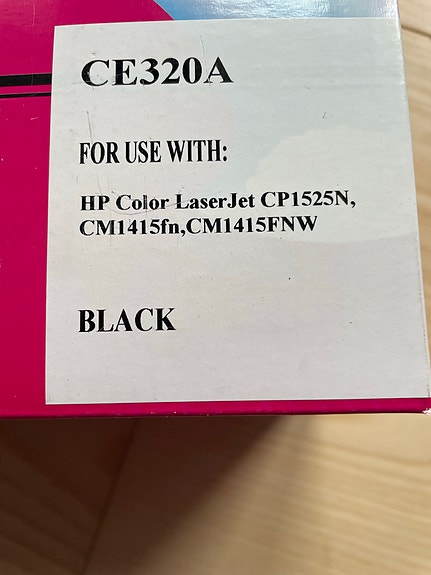 CE320A
FOR USE WITH:
HP Color LaserJet CP1525N,
CM1415fn,CM1415FNW
BLACK